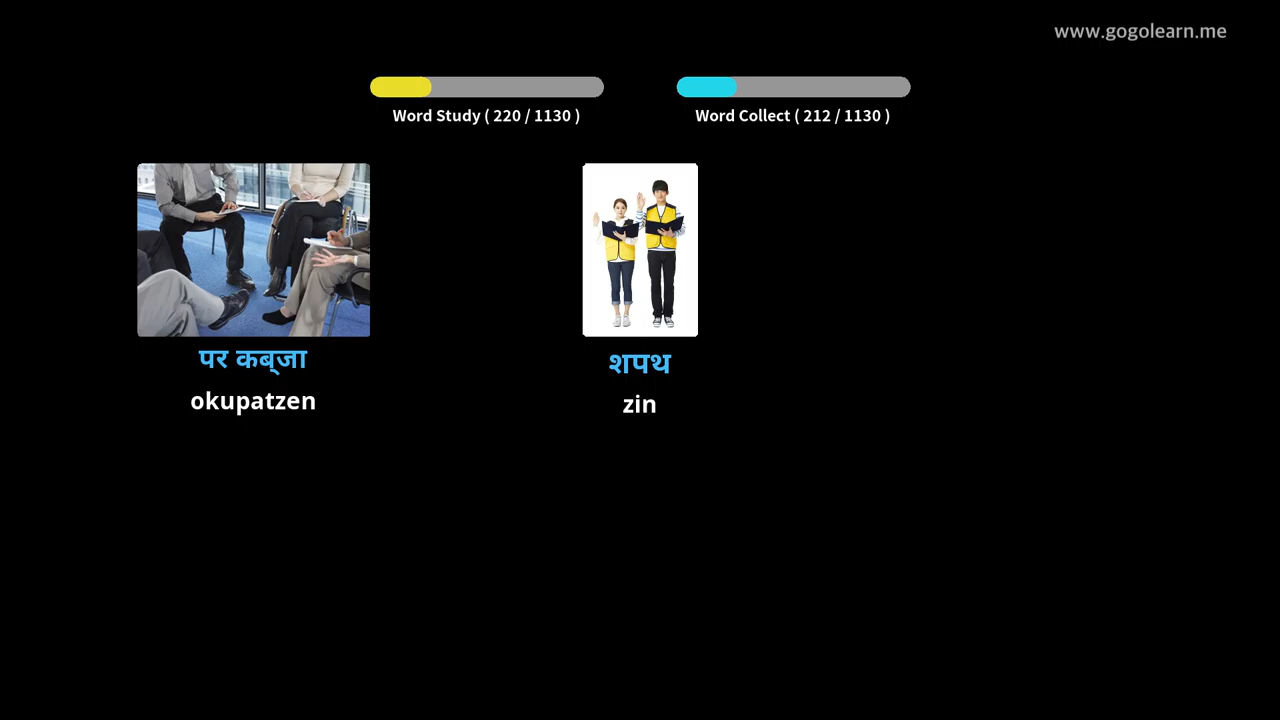 www.gogolearn.me
Word Study ( 220 / 1130 )
Word Collect ( 212 / 1130 )
पर कब्जा
okupatzen
शपथ
zin